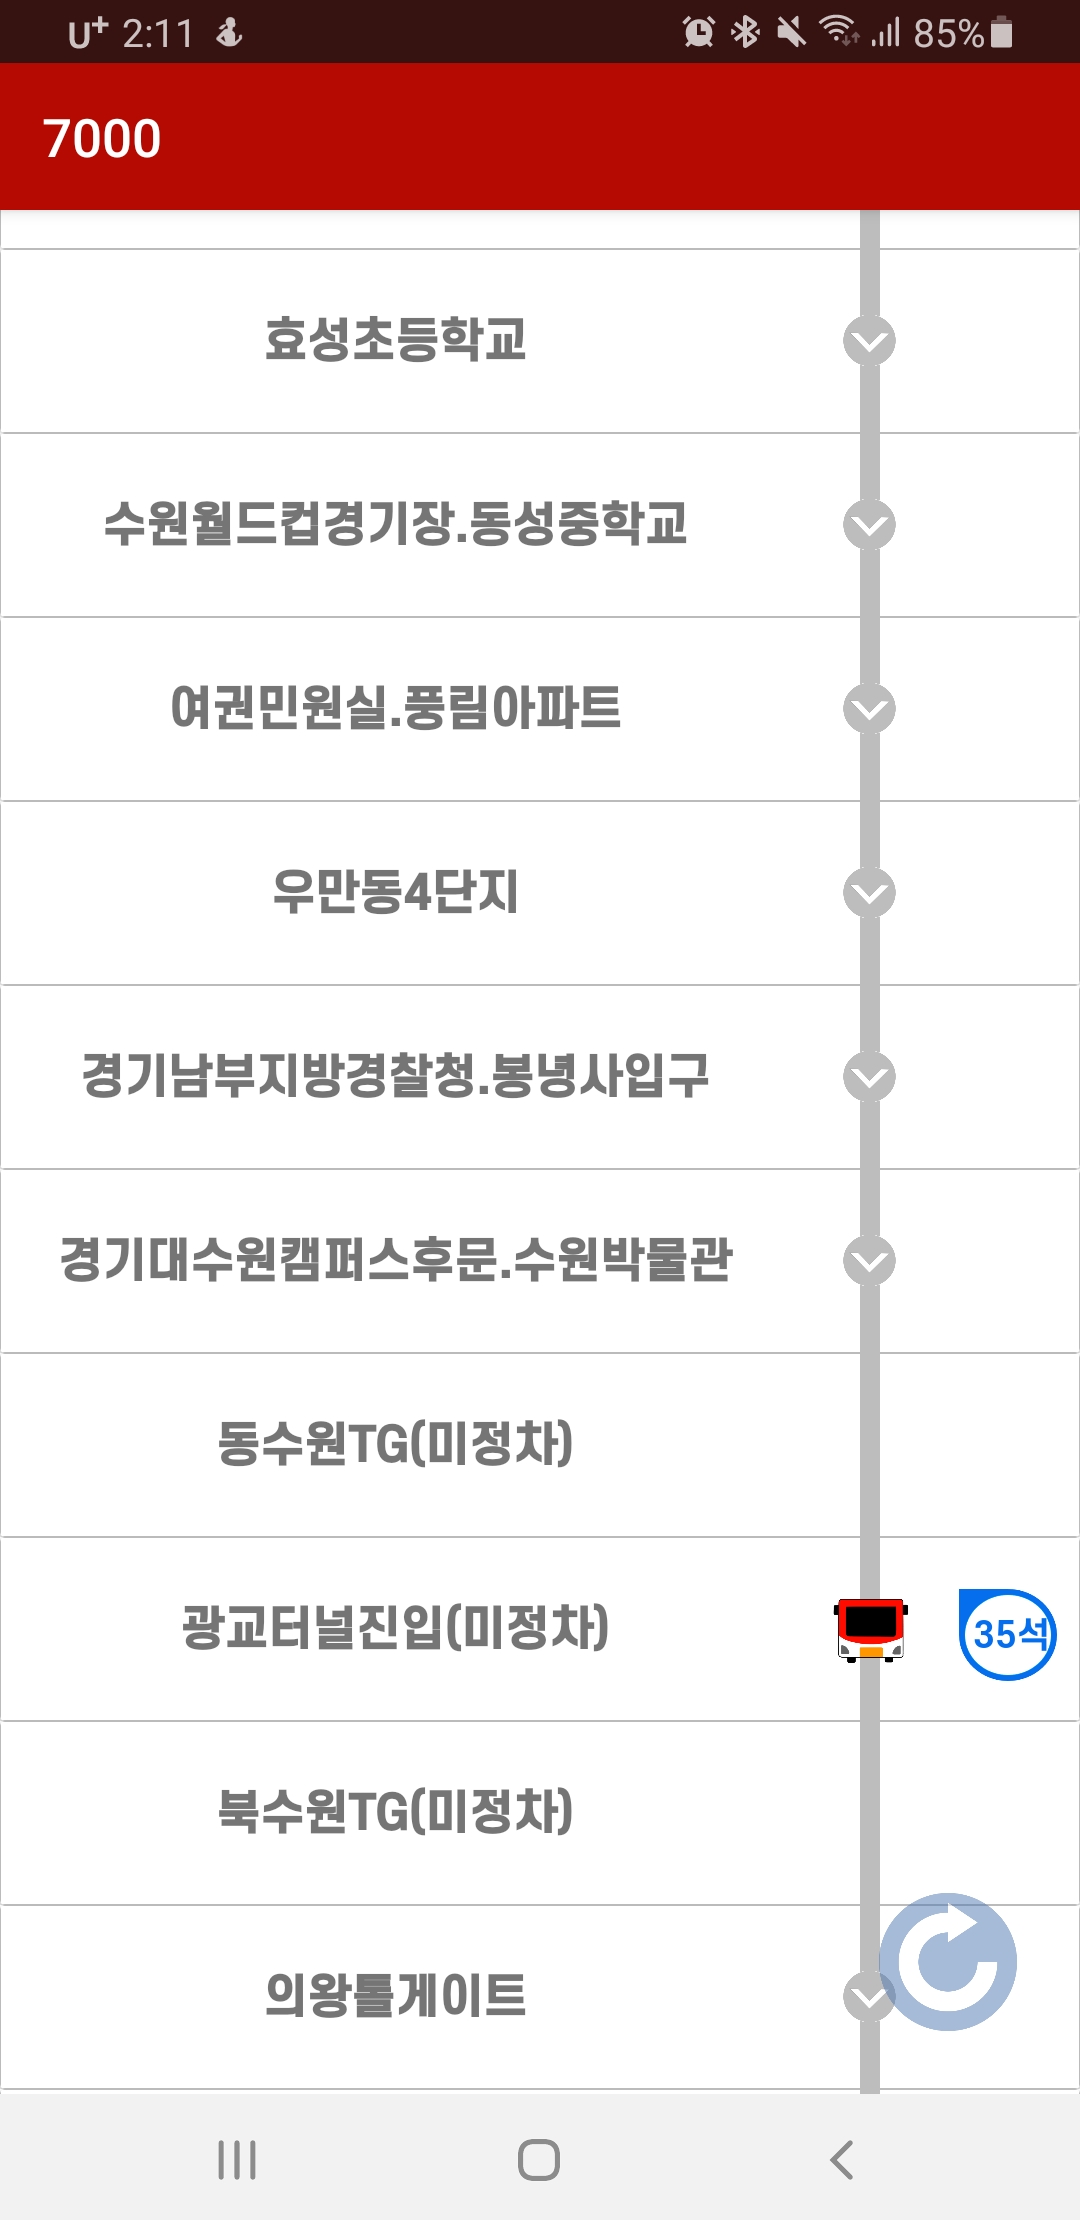 U+ 2:11 85%
7000
효성초등학교
수원월드컵경기장.동성중학교
여권민원실.풍림아파트
우만동4단지
경기남부지방경찰청.봉녕사입구
경기대수원캠퍼스후문.수원박물관
동수원TG(미정차)
광교터널진입(미정차) 35석
북수원TG(미정차)
의왕톨게이트